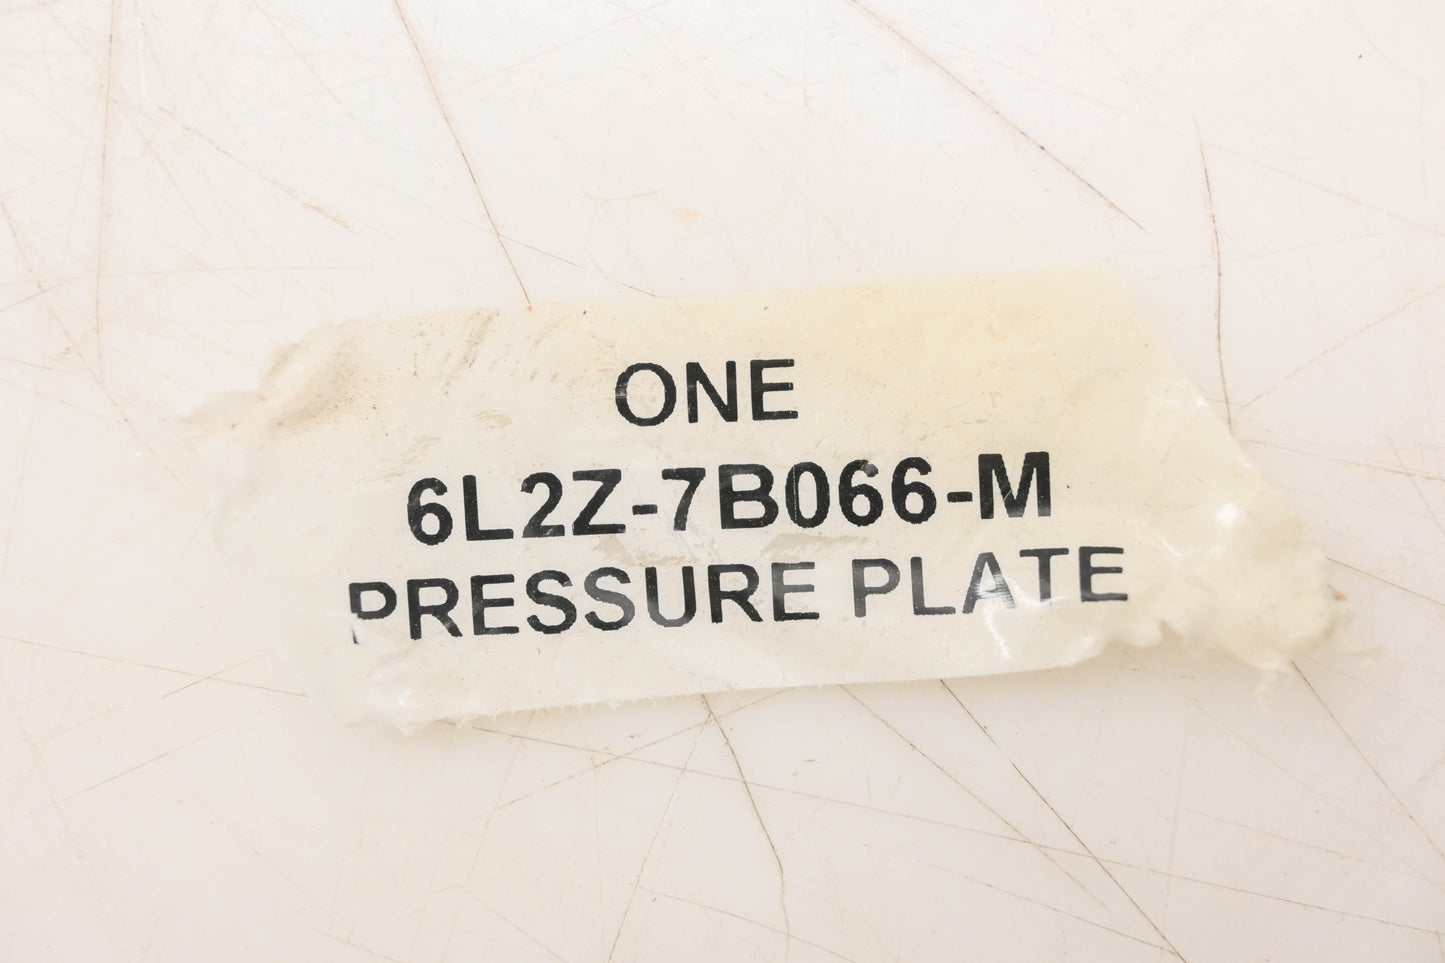 ONE
6L2Z-7B066-M
PRESSURE PLATE